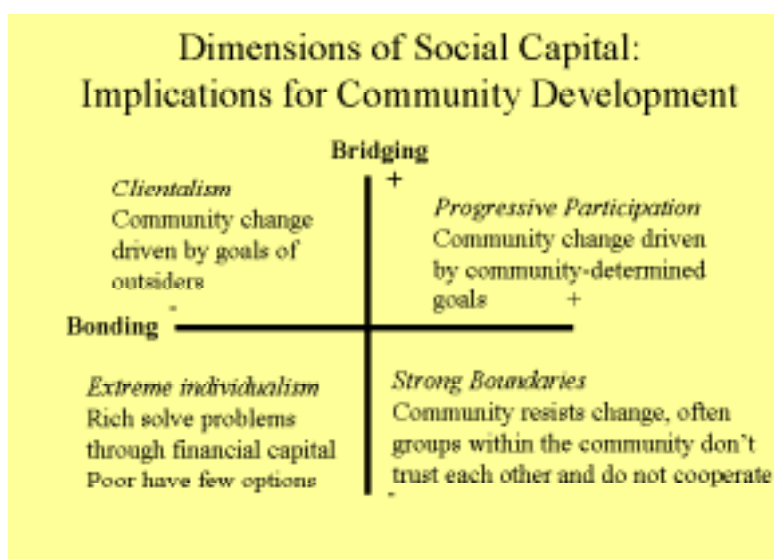 Dimensions of Social Capital:
Implications for Community Development
Bridging
+
Clientalism
Community change
driven by goals of
outsiders
-
Progressive Participation
Community change driven
by community-determined
goals
+
Bonding
Extreme individualism
Rich solve problems
through financial capital
Poor have few options
Strong Boundaries
Community resists change, often
groups within the community don't
trust each other and do not cooperate
-